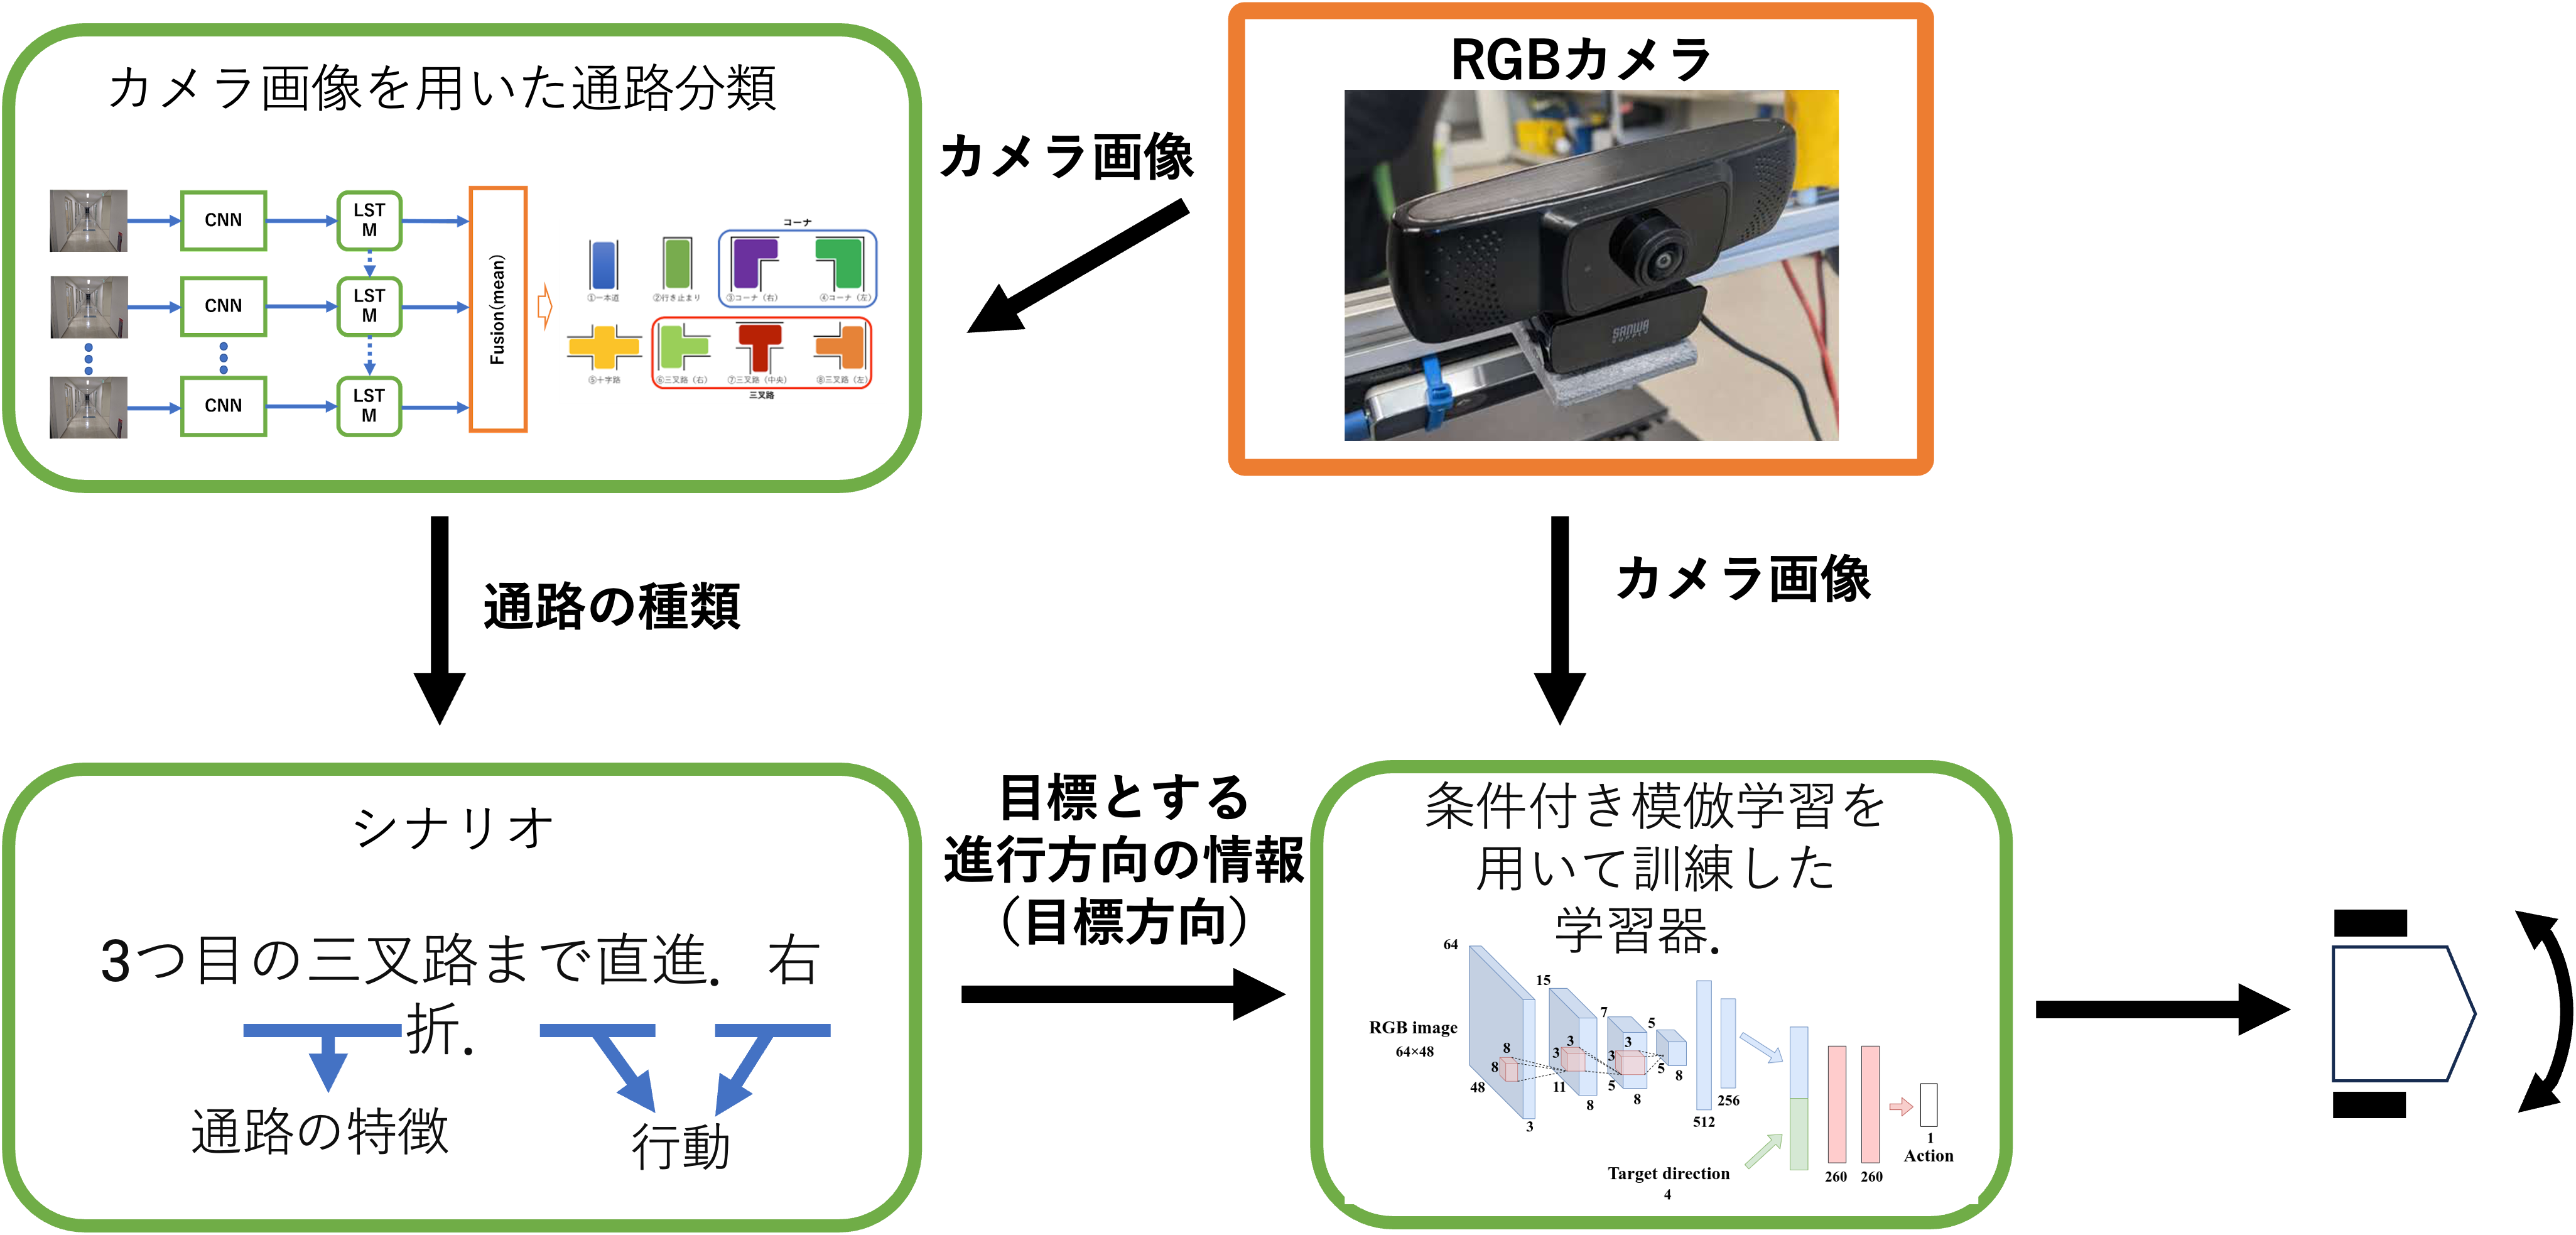 カメラ画像を用いた通路分類
CNN
LST
M
CNN
LST
M
CNN
LST
M
Fusion(mean)
コーナ
①一本道
②行き止まり
③コーナ（右）
④コーナ（左）
⑤十字路
⑥三叉路（右）
⑦三叉路（中央）
⑧三叉路（左）
三叉路
カメラ画像
RGBカメラ
SANWA
通路の種類
カメラ画像
シナリオ
3つ目の三叉路まで直進．右
折．
通路の特徴
行動
目標とする
進行方向の情報
（目標方向）
条件付き模倣学習を
用いて訓練した
学習器．
64
RGB image
64×48
48
3
8
8
15
11
8
3
3
7
5
8
3
3
5
5
8
512
256
Target direction
4
260
260
1
Action